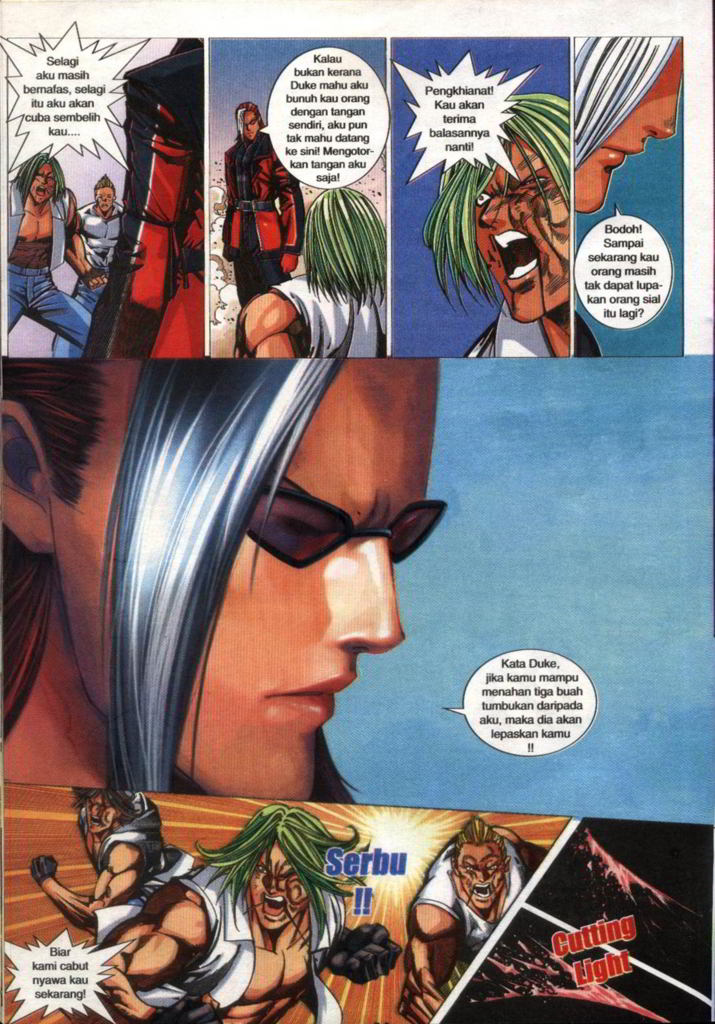 Selagi
aku masih
bernafas, selagi
itu aku akan
cuba sembelih
kau....
Kalau
bukan kerana
Duke mahu aku
bunuh kau orang
dengan tangan
sendiri, aku pun
tak mahu datang
ke sini! Mengotor-
kan tangan aku
saja!
Pengkhianat!
Kau akan
terima
balasannya
nanti!
Bodoh!
Sampai
sekarang kau
orang masih
tak dapat lupa-
kan orang sial
itu lagi?
Kata Duke,
jika kamu mampu
menahan tiga buah
tumbukan daripada
aku, maka dia akan
lepaskan kamu
!!
Serbu
!!
Biar
kami cabut
nyawa kau
sekarang!
Cutting
Light